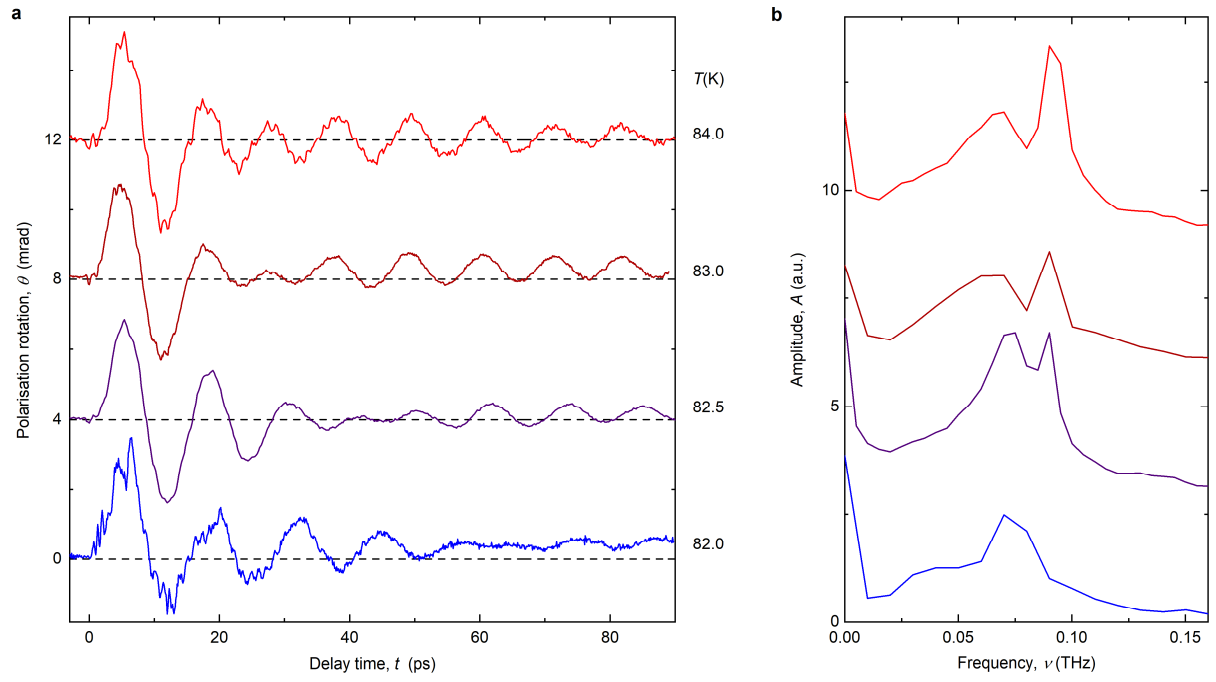 a
b
T(K)
84.0
83.0
82.5
82.0
12
8
4
0
Polarisation rotation, θ (mrad)
0
20
40
60
80
Delay time, t (ps)
10
5
0
Amplitude, A (a.u.)
0.00
0.05
0.10
0.15
Frequency, ν (THz)